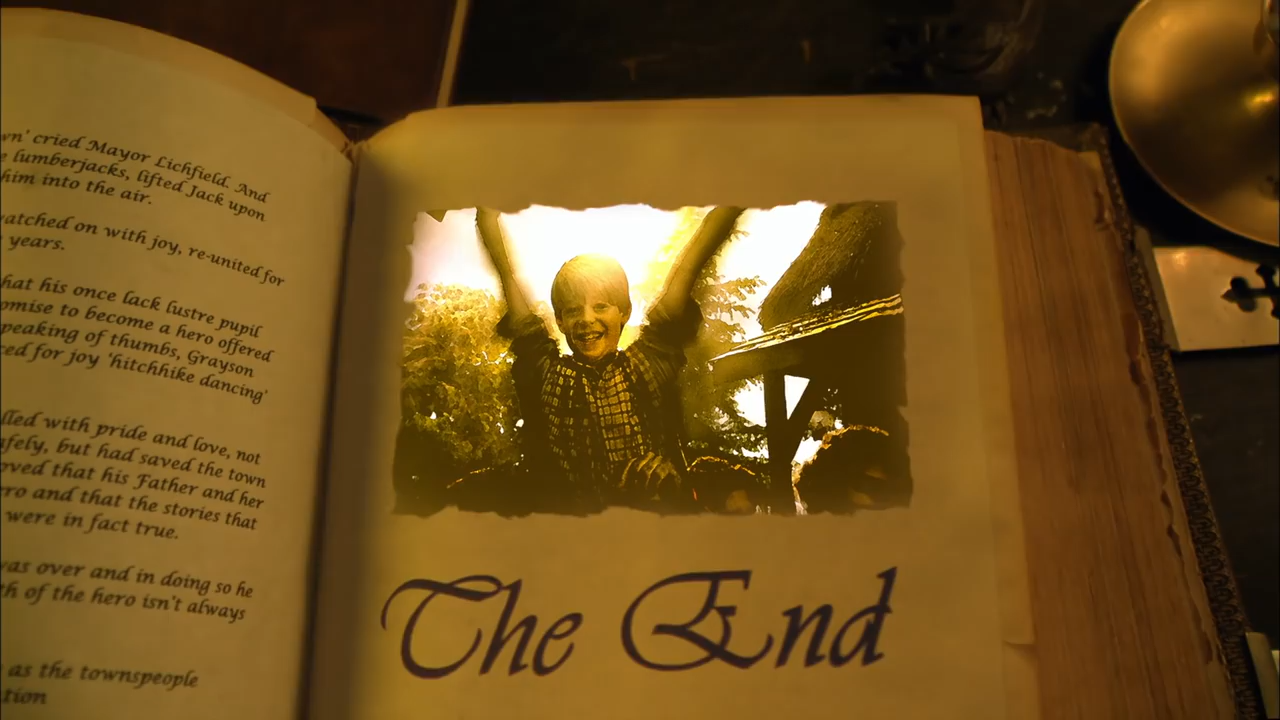 wn' cried Mayor Lichfield. And
e lumberjacks, lifted Jack upon
him into the air.
watched on with joy, re-united for
years.
hat his once lack lustre pupil
omise to become a hero offered
peaking of thumbs, Grayson
ced for joy 'hitchhike dancing'
lled with pride and love, not
afely, but had saved the town
oved that his Father and her
ero and that the stories that
were in fact true.
was over and in doing so he
th of the hero isn't always
as the townspeople
tion
The End